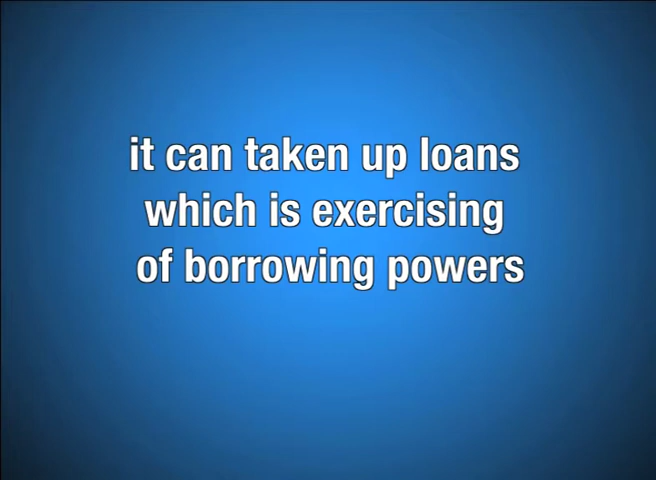 it can taken up loans
which is exercising
of borrowing powers